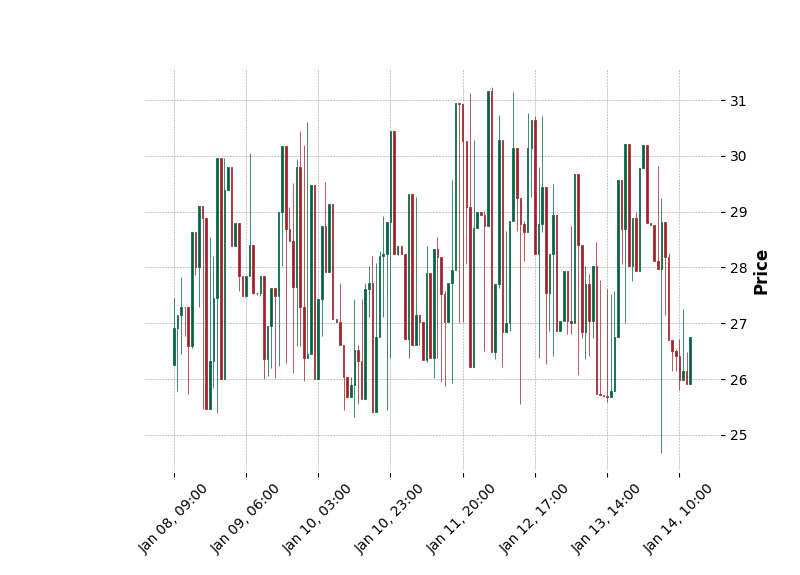 31
30
29
28
27
26
25
Price
Jan 08, 09:00
Jan 09, 06:00
Jan 10, 03:00
Jan 10, 23:00
Jan 11, 20:00
Jan 12, 17:00
Jan 13, 14:00
Jan 14, 10:00